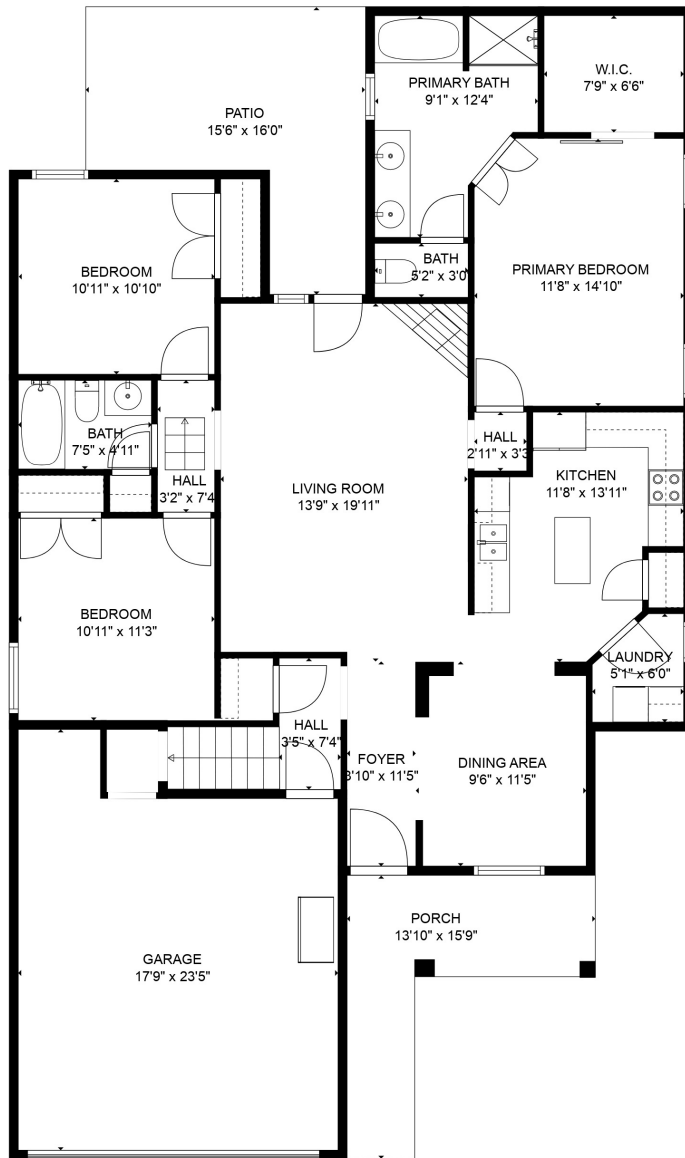 W.I.C.
7'9" x 6'6"
PRIMARY BATH
9'1" x 12'4"
PATIO
15'6" x 16'0"
BATH
5'2" x 3'0
PRIMARY BEDROOM
11'8" x 14'10"
BEDROOM
10'11" x 10'10"
BATH
7'5" x 4'11"
HALL
3'2" x 7'4
LIVING ROOM
13'9" x 19'11"
HALL
2'11" x 3'3
KITCHEN
11'8" x 13'11"
BEDROOM
10'11" x 11'3"
LAUNDRY
5'1" x 6'0"
HALL
3'5" x 7'4"
FOYER
8'10" x 11'5"
DINING AREA
9'6" x 11'5"
PORCH
13'10" x 15'9"
GARAGE
17'9" x 23'5"